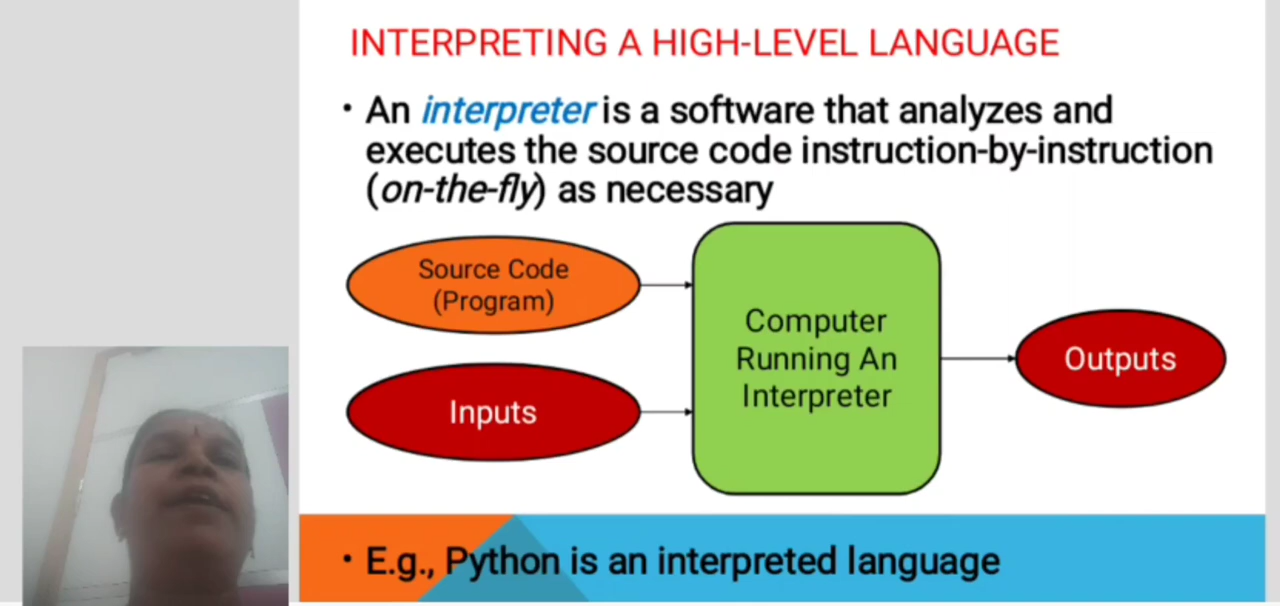 INTERPRETING A HIGH-LEVEL LANGUAGE
• An interpreter is a software that analyzes and
executes the source code instruction-by-instruction
(on-the-fly) as necessary
Source Code
(Program)
Inputs
Computer
Running An
Interpreter
Outputs
• E.g., Python is an interpreted language